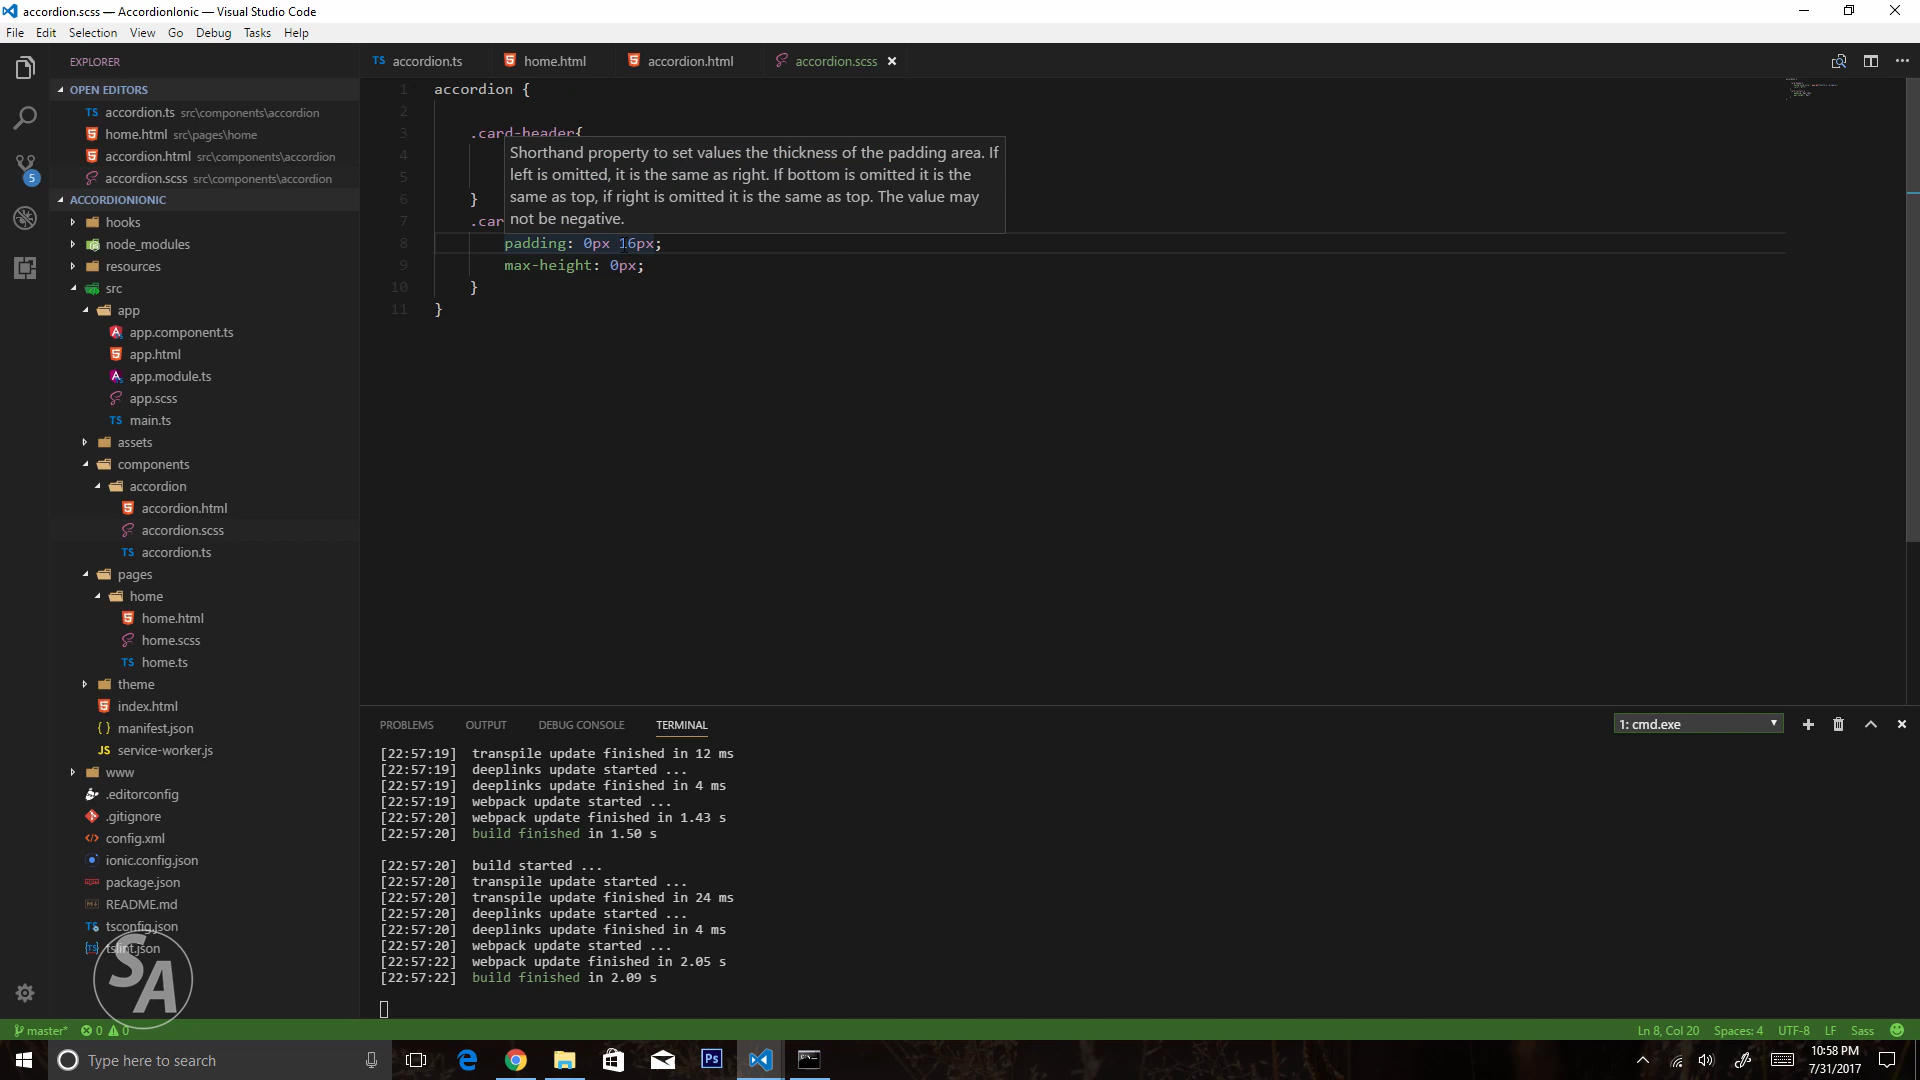 accordion.scss — AccordionIonic — Visual Studio Code
File Edit Selection View Go Debug Tasks Help
EXPLORER
OPEN EDITORS
TS accordion.ts src\components\accordion
home.html src\pages\home
accordion.html src\components\accordion
accordion.scss src\components\accordion
5
ACCORDIONIONIC
hooks
node_modules
resources
src
app
app.component.ts
app.html
app.module.ts
app.scss
TS main.ts
assets
components
accordion
accordion.html
accordion.scss
TS accordion.ts
pages
home
home.html
home.scss
TS home.ts
theme
index.html
{ } manifest.json
JS service-worker.js
www
.editorconfig
.gitignore
config.xml
ionic.config.json
package.json
README.md
tsconfig.json
tslint.json
SA
TS accordion.ts home.html accordion.html accordion.scss
1 accordion {
2
3 .card-header{
4
5
6 }
7 .car
Shorthand property to set values the thickness of the padding area. If
left is omitted, it is the same as right. If bottom is omitted it is the
same as top, if right is omitted it is the same as top. The value may
not be negative.
8 padding: 0px 16px;
9 max-height: 0px;
10 }
11 }
PROBLEMS OUTPUT DEBUG CONSOLE TERMINAL 1: cmd.exe
[22:57:19] transpile update finished in 12 ms
[22:57:19] deeplinks update started ...
[22:57:19] deeplinks update finished in 4 ms
[22:57:19] webpack update started ...
[22:57:20] webpack update finished in 1.43 s
[22:57:20] build finished in 1.50 s
[22:57:20] build started ...
[22:57:20] transpile update started ...
[22:57:20] transpile update finished in 24 ms
[22:57:20] deeplinks update started ...
[22:57:20] deeplinks update finished in 4 ms
[22:57:20] webpack update started ...
[22:57:22] webpack update finished in 2.05 s
[22:57:22] build finished in 2.09 s
master* 0 0 Ln 8, Col 20 Spaces: 4 UTF-8 LF Sass
Type here to search Ps 10:58 PM
7/31/2017